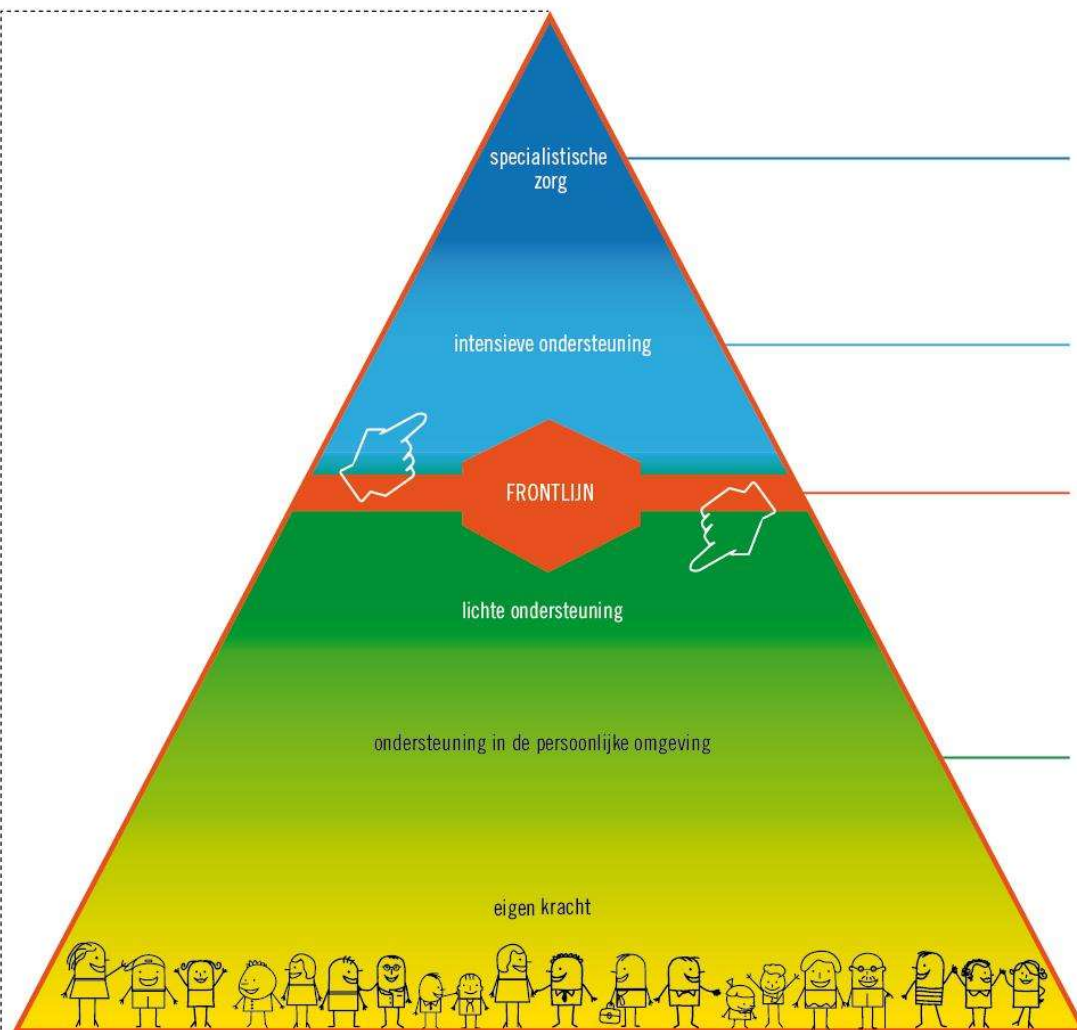 specialistische
zorg
intensieve ondersteuning
FRONTLIJN
lichte ondersteuning
ondersteuning in de persoonlijke omgeving
eigen kracht